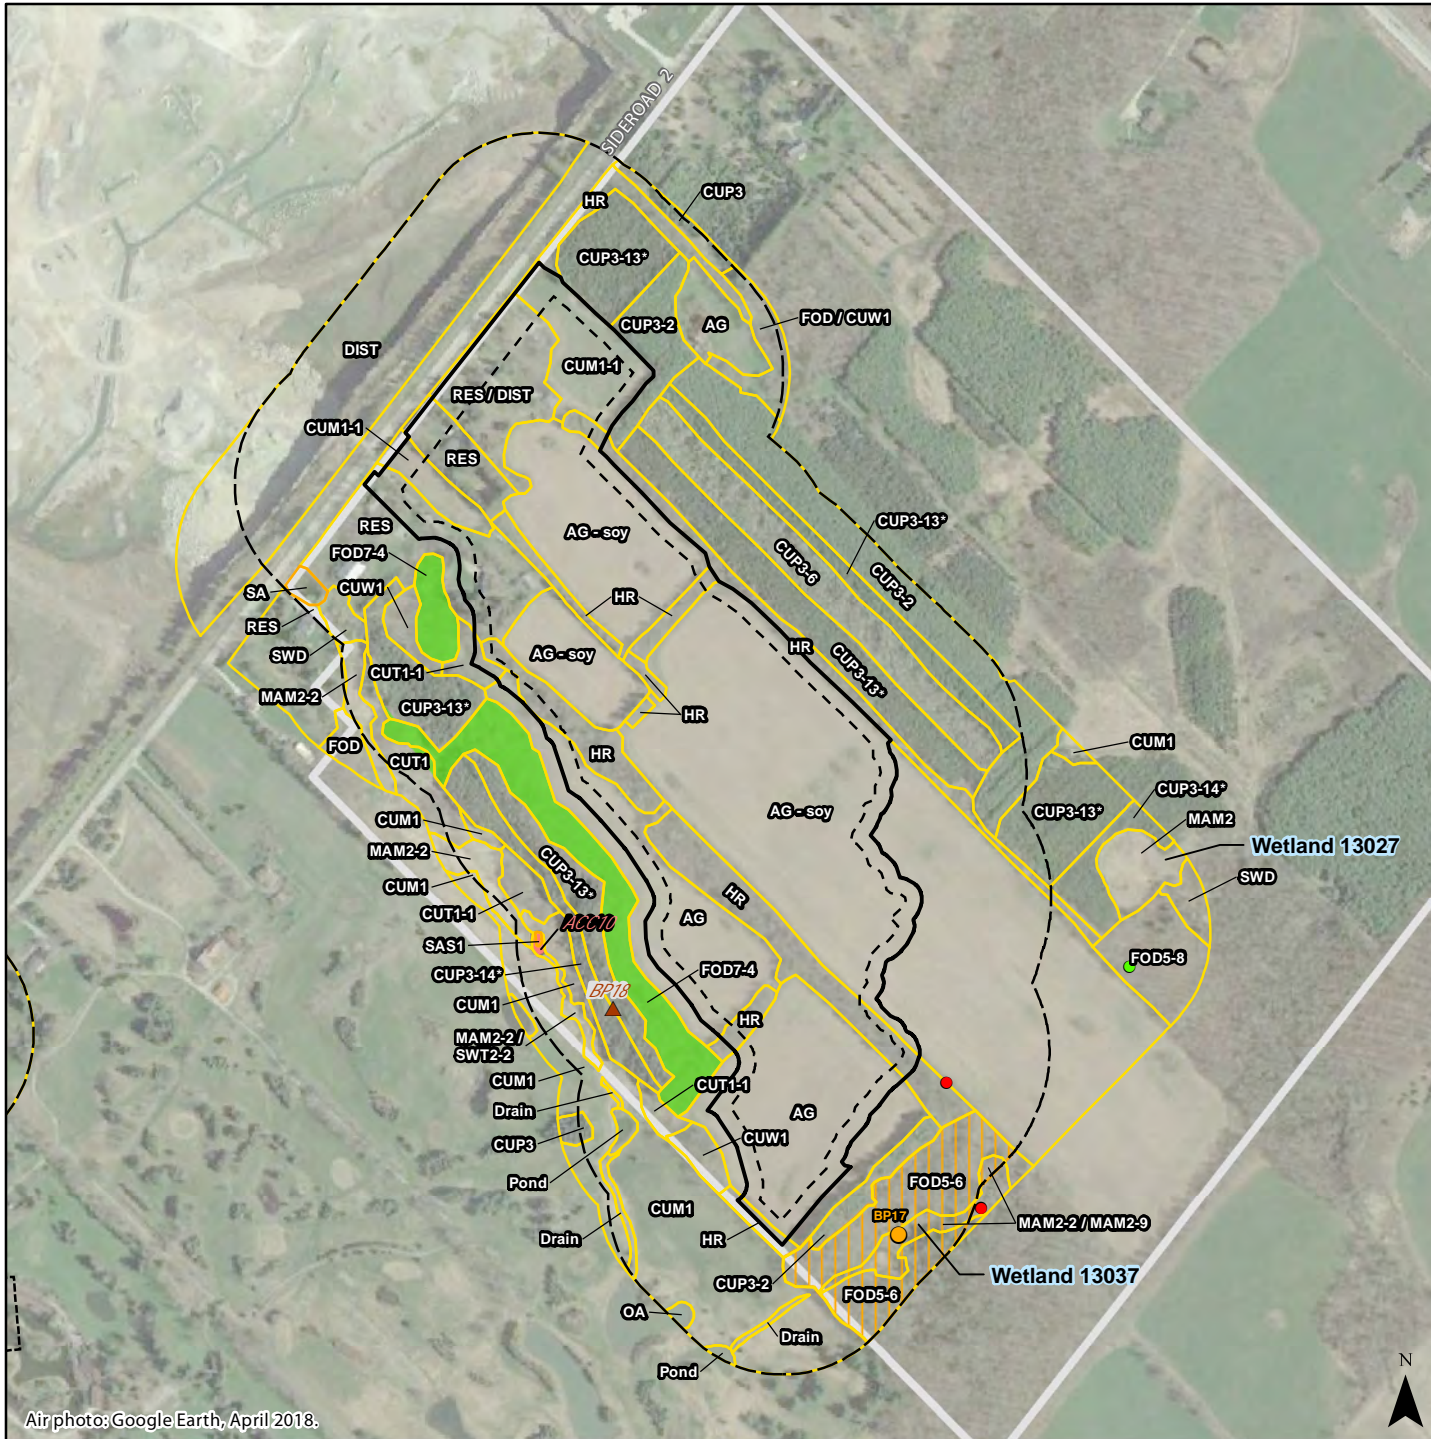 SIDEROAD 2
CUP3
HR
CUP3-13*
CUP3-2
AG
FOD / CUW1
DIST
CUM1-1
RES / DIST
CUM1-1
RES
CUP3-13*
RES
AG - soy
FOD7-4
CUP3-6
CUP3-2
SA
CUW1
HR
RES
SWD
AG - soy
HR
CUT1-1
CUP3-13*
MAM2-2
CUP3-13*
HR
FOD
HR
CUM1
CUT1
CUP3-14*
AG - soy
CUP3-13*
MAM2
CUM1
Wetland 13027
MAM2-2
CUP3-13*
SWD
CUM1
HR
CUT1-1
AG
ACC10
SAS1
FOD5-8
CUP3-14*
FOD7-4
BP18
CUM1
HR
MAM2-2 /
SWT2-2
CUM1
CUT1-1
Drain
AG
CUP3
CUW1
Pond
FOD5-6
CUM1
BP17
MAM2-2 / MAM2-9
Drain
HR
Wetland 13037
CUP3-2
FOD5-6
OA
Drain
Pond
N
Air photo: Google Earth, April 2018.